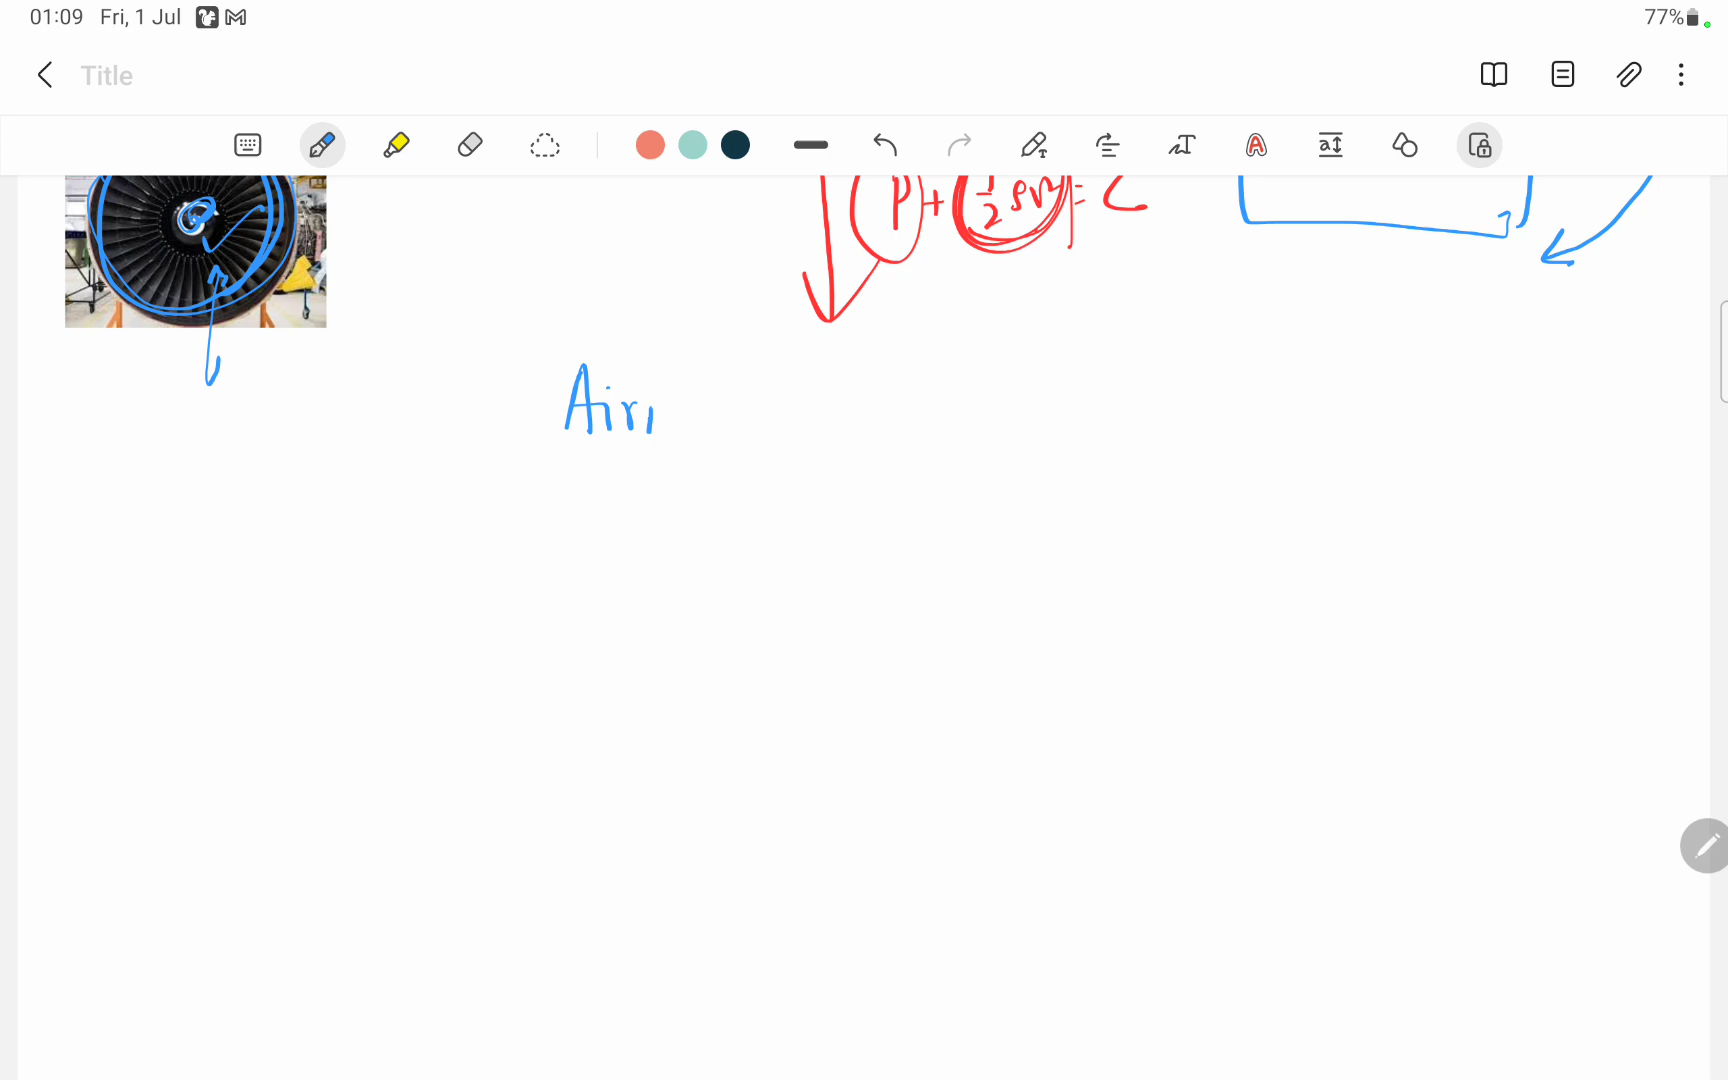 01:09 Fri, 1 Jul 77%
Title
P + 1/2 ρv² = C
Air,